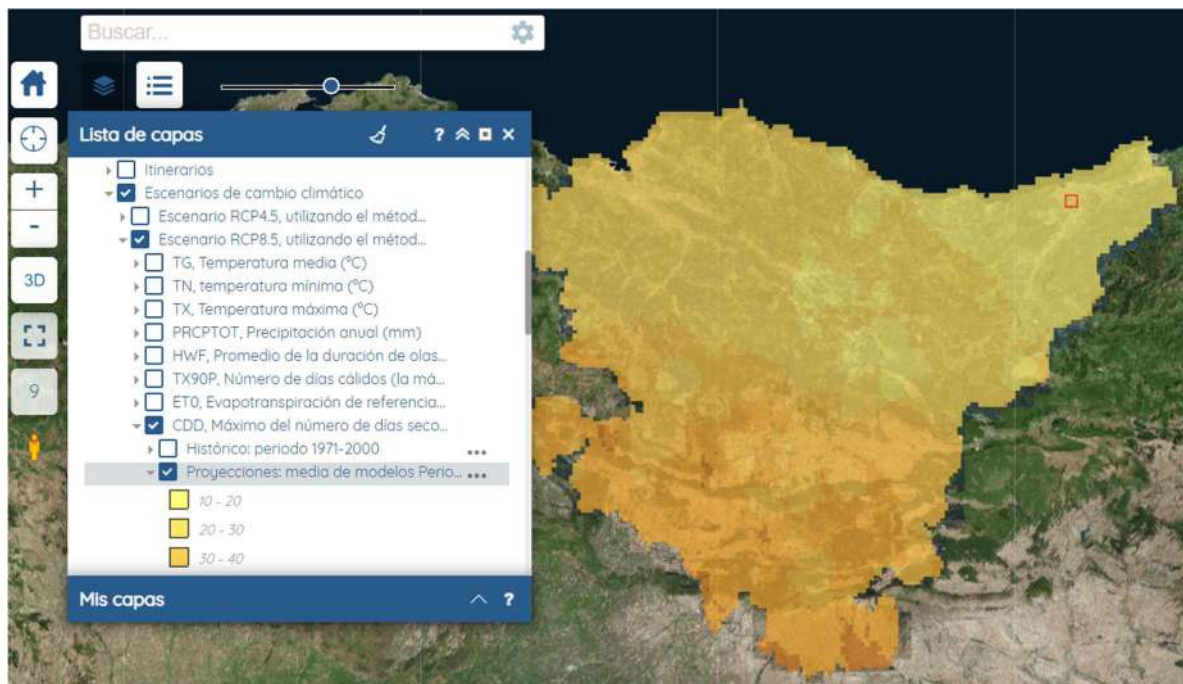 Buscar...
Lista de capas ?
Itinerarios
Escenarios de cambio climático
Escenario RCP4.5, utilizando el métod...
Escenario RCP8.5, utilizando el métod...
TG, Temperatura media (ºC)
TN, temperatura mínima (ºC)
TX, Temperatura máxima (ºC)
PRCPTOT, Precipitación anual (mm)
HWF, Promedio de la duración de olas...
TX90P, Número de días cálidos (la má...
ET0, Evapotranspiración de referencia...
CDD, Máximo del número de días seco...
Histórico: periodo 1971-2000 ...
Proyecciones: media de modelos Perio... ...
10 - 20
20 - 30
30 - 40
Mis capas ?
+
-
3D
9